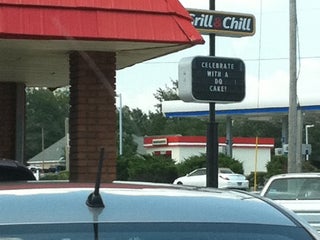 Grill & Chill
CELEBRATE
WITH A
DQ
CAKE!